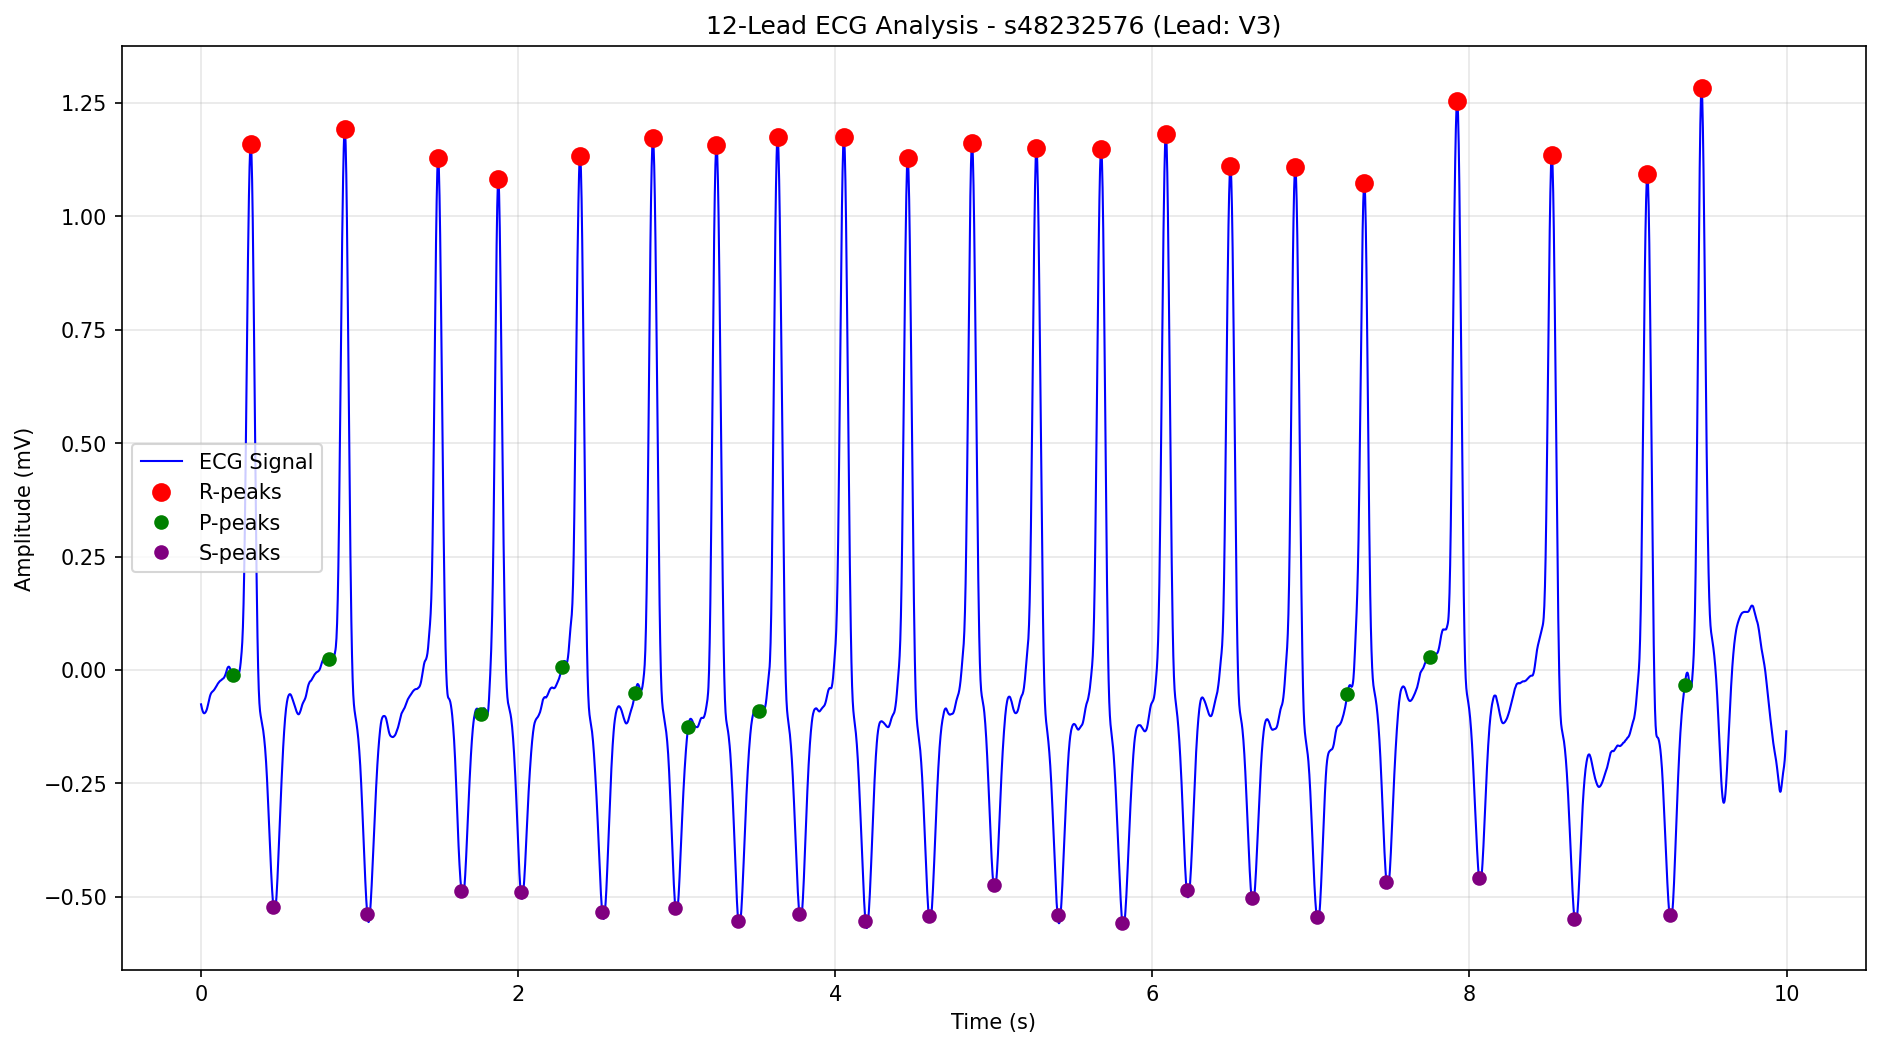 12-Lead ECG Analysis - s48232576 (Lead: V3)
1.25
1.00
0.75
0.50
0.25
0.00
−0.25
−0.50
Amplitude (mV)
ECG Signal
R-peaks
P-peaks
S-peaks
0 2 4 6 8 10
Time (s)